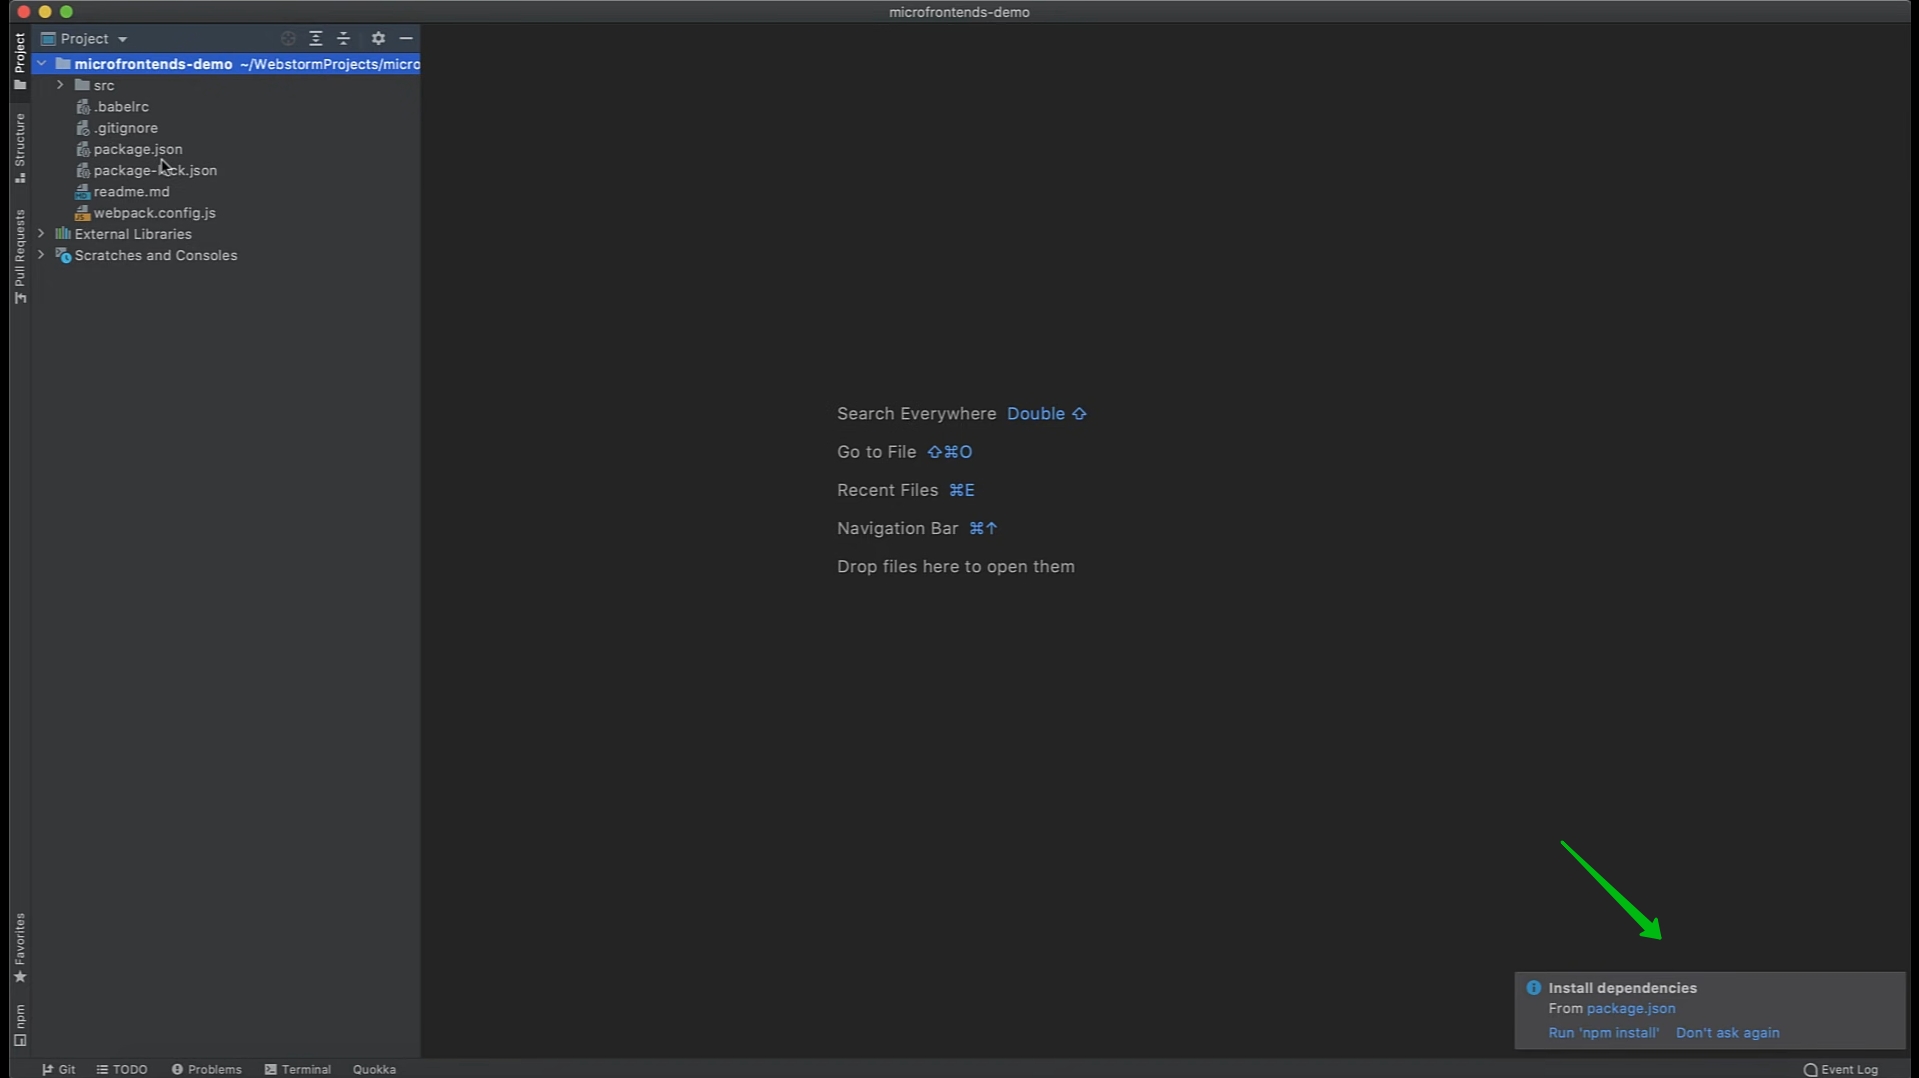 microfrontends-demo
Project
microfrontends-demo ~/WebstormProjects/micro
src
.babelrc
.gitignore
package.json
package-lock.json
readme.md
webpack.config.js
External Libraries
Scratches and Consoles
Project
Structure
Pull Requests
Favorites
npm
Search Everywhere Double ⇧
Go to File ⇧⌘O
Recent Files ⌘E
Navigation Bar ⌘↑
Drop files here to open them
Install dependencies
From package.json
Run 'npm install' Don't ask again
Git TODO Problems Terminal Quokka Event Log